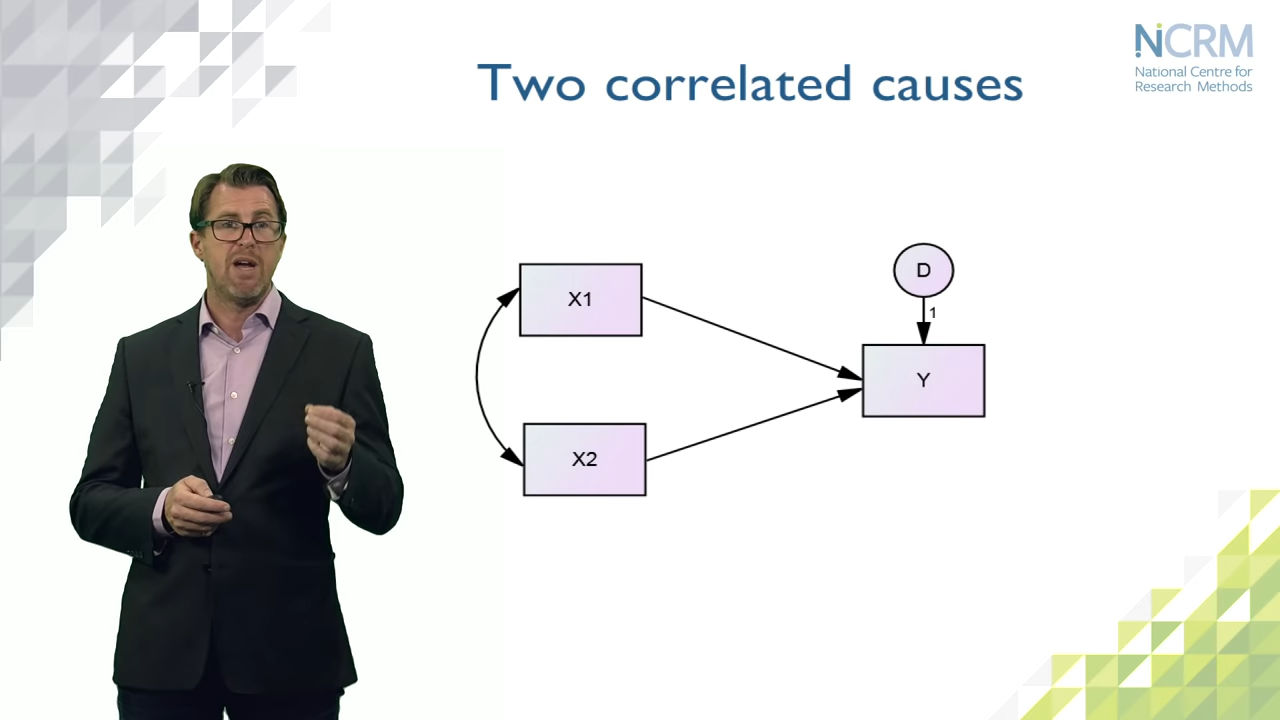 Two correlated causes
NCRM
National Centre for
Research Methods
X1
D
1
Y
X2